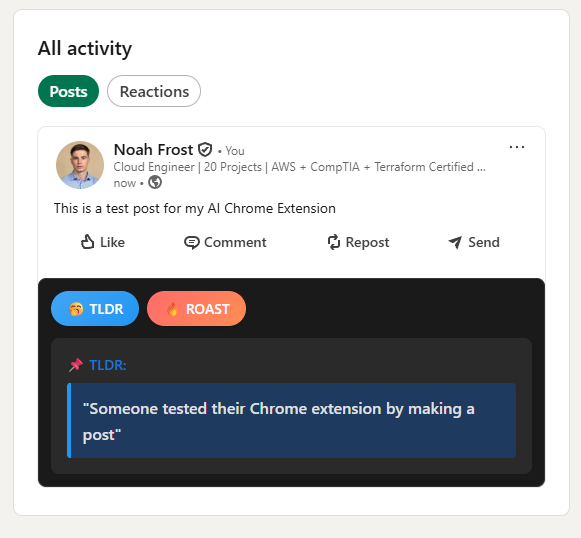 All activity
Posts
Reactions
Noah Frost • You
Cloud Engineer | 20 Projects | AWS + CompTIA + Terraform Certified ...
now •
This is a test post for my AI Chrome Extension
Like
Comment
Repost
Send
🥱 TLDR
🔥 ROAST
📌 TLDR:
"Someone tested their Chrome extension by making a
post"